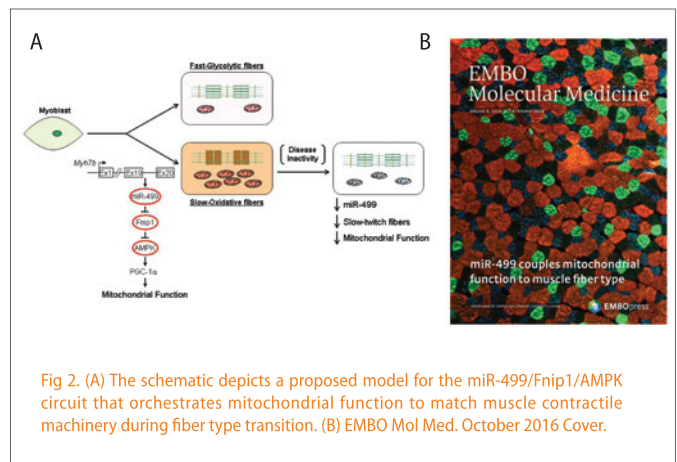 A
B
Fast-Glycolytic fibers
Myoblast
Disease
Inactivity
Myh7b
Ex1
Ex19
Ex20
Slow-Oxidative fibers
miR-499
Fnip1
AMPK
PGC-1α
Mitochondrial Function
miR-499
Slow-twitch fibers
Mitochondrial Function
EMBO
Molecular Medicine
miR-499 couples mitochondrial
function to muscle fiber type
EMBOpress
Fig 2. (A) The schematic depicts a proposed model for the miR-499/Fnip1/AMPK
circuit that orchestrates mitochondrial function to match muscle contractile
machinery during fiber type transition. (B) EMBO Mol Med. October 2016 Cover.